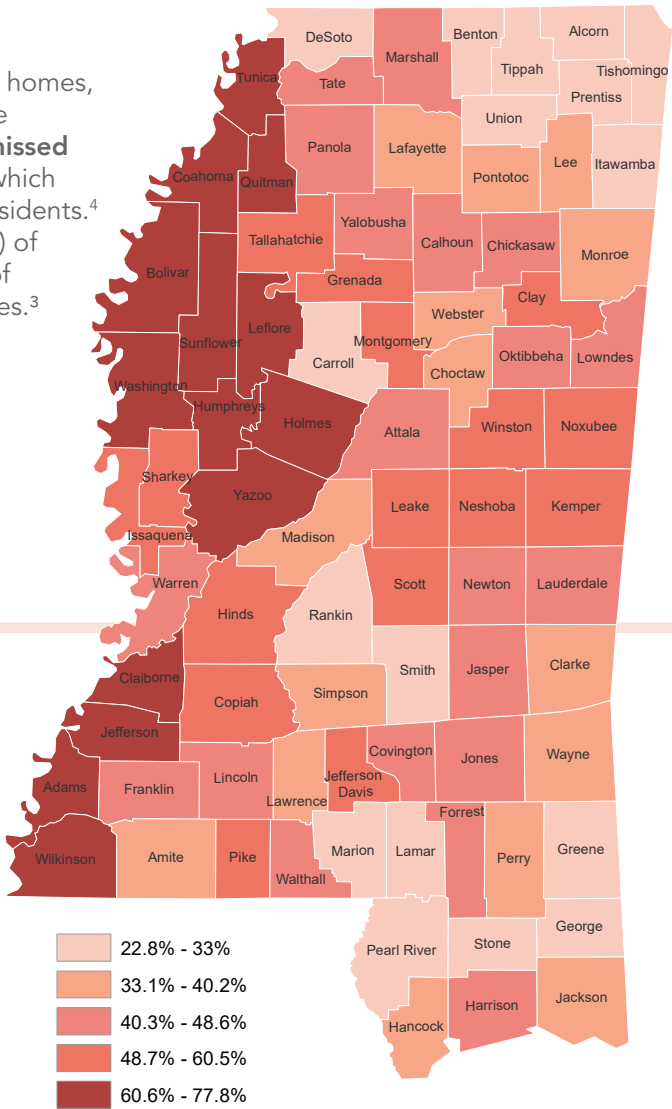 homes,
missed
which
sidents.⁴
) of
of
es.³
DeSoto
Benton
Alcorn
Tunica
Tate
Marshall
Tippah
Tishomingo
Prentiss
Union
Panola
Lafayette
Pontotoc
Lee
Itawamba
Coahoma
Quitman
Tallahatchie
Yalobusha
Calhoun
Chickasaw
Monroe
Bolivar
Grenada
Clay
Webster
Leflore
Sunflower
Carroll
Montgomery
Choctaw
Oktibbeha
Lowndes
Washington
Humphreys
Holmes
Attala
Winston
Noxubee
Sharkey
Yazoo
Leake
Neshoba
Kemper
Issaquena
Madison
Warren
Scott
Newton
Lauderdale
Hinds
Rankin
Claiborne
Smith
Jasper
Clarke
Copiah
Simpson
Jefferson
Covington
Jones
Wayne
Adams
Franklin
Lincoln
Lawrence
Jefferson
Davis
Forrest
Wilkinson
Amite
Pike
Walthall
Marion
Lamar
Perry
Greene
Pearl River
Stone
George
Hancock
Harrison
Jackson
22.8% - 33%
33.1% - 40.2%
40.3% - 48.6%
48.7% - 60.5%
60.6% - 77.8%